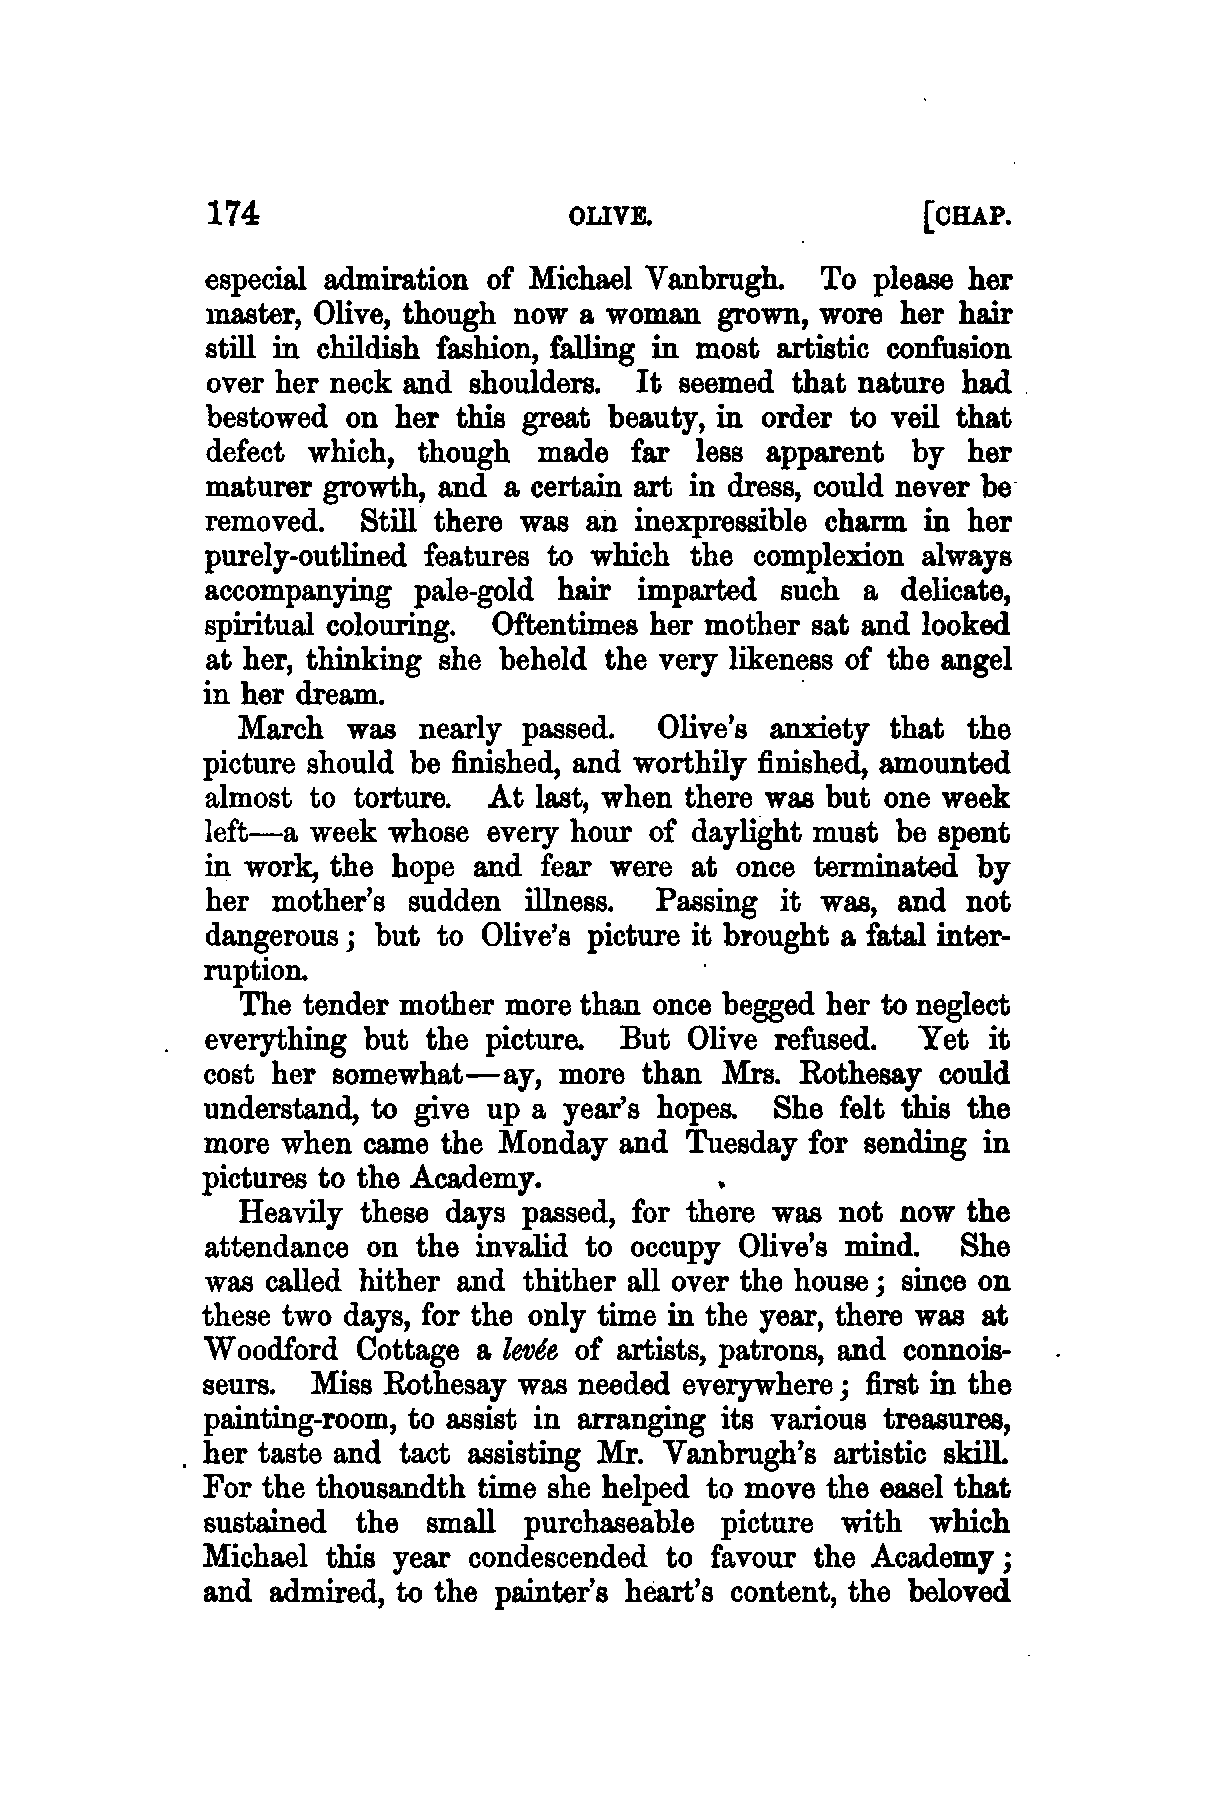 174 OLIVE. [CHAP.
especial admiration of Michael Vanbrugh. To please her
master, Olive, though now a woman grown, wore her hair
still in childish fashion, falling in most artistic confusion
over her neck and shoulders. It seemed that nature had
bestowed on her this great beauty, in order to veil that
defect which, though made far less apparent by her
maturer growth, and a certain art in dress, could never be
removed. Still there was an inexpressible charm in her
purely-outlined features to which the complexion always
accompanying pale-gold hair imparted such a delicate,
spiritual colouring. Oftentimes her mother sat and looked
at her, thinking she beheld the very likeness of the angel
in her dream.
March was nearly passed. Olive's anxiety that the
picture should be finished, and worthily finished, amounted
almost to torture. At last, when there was but one week
left—a week whose every hour of daylight must be spent
in work, the hope and fear were at once terminated by
her mother's sudden illness. Passing it was, and not
dangerous; but to Olive's picture it brought a fatal inter-
ruption.
The tender mother more than once begged her to neglect
everything but the picture. But Olive refused. Yet it
cost her somewhat—ay, more than Mrs. Rothesay could
understand, to give up a year's hopes. She felt this the
more when came the Monday and Tuesday for sending in
pictures to the Academy.
Heavily these days passed, for there was not now the
attendance on the invalid to occupy Olive's mind. She
was called hither and thither all over the house; since on
these two days, for the only time in the year, there was at
Woodford Cottage a levée of artists, patrons, and connois-
seurs. Miss Rothesay was needed everywhere; first in the
painting-room, to assist in arranging its various treasures,
her taste and tact assisting Mr. Vanbrugh's artistic skill.
For the thousandth time she helped to move the easel that
sustained the small purchaseable picture with which
Michael this year condescended to favour the Academy;
and admired, to the painter's heart's content, the beloved